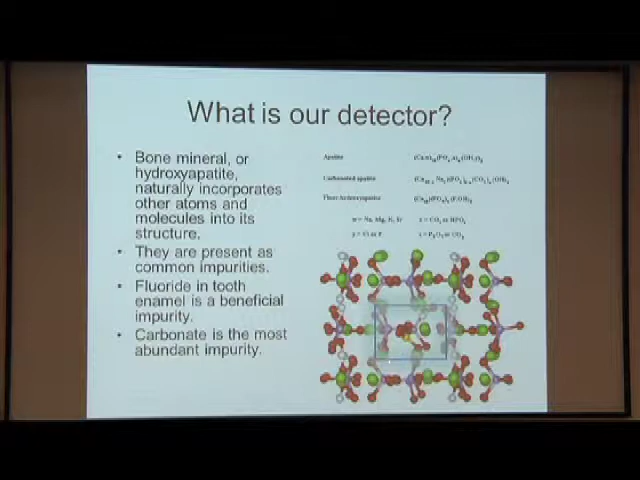 What is our detector?
• Bone mineral, or
hydroxyapatite,
naturally incorporates
other atoms and
molecules into its
structure.
• They are present as
common impurities.
• Fluoride in tooth
enamel is a beneficial
impurity.
• Carbonate is the most
abundant impurity.
Apatite
Carbonated apatite